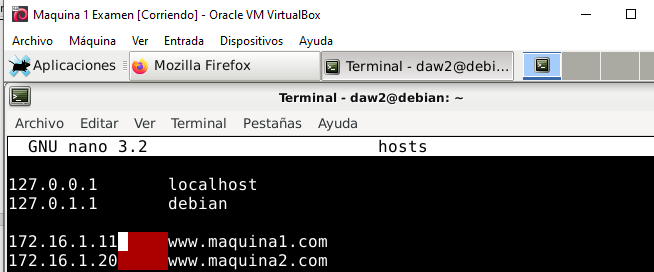 Maquina 1 Examen [Corriendo] - Oracle VM VirtualBox
Archivo Máquina Ver Entrada Dispositivos Ayuda
Aplicaciones Mozilla Firefox Terminal - daw2@debi...
Terminal - daw2@debian: ~
Archivo Editar Ver Terminal Pestañas Ayuda
GNU nano 3.2 hosts
127.0.0.1 localhost
127.0.1.1 debian
172.16.1.11 www.maquina1.com
172.16.1.20 www.maquina2.com